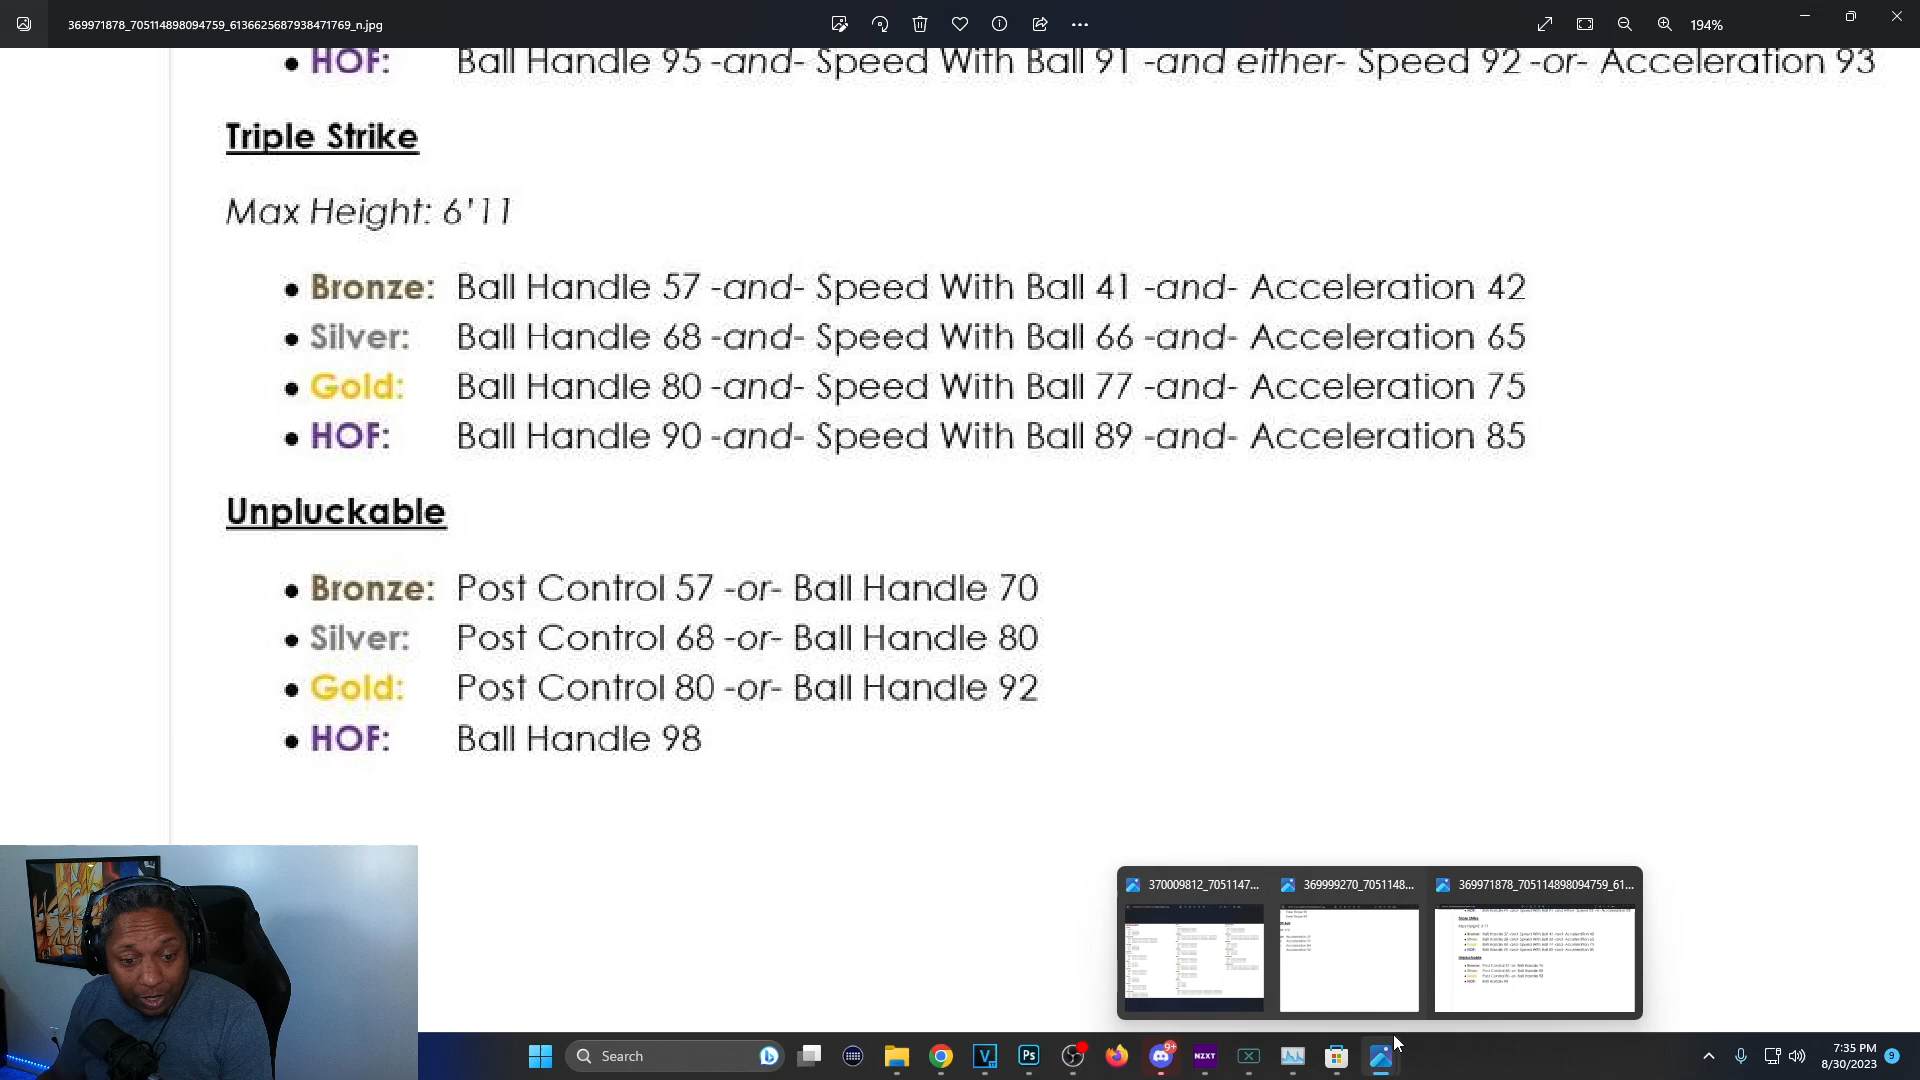 369971878_705114898094759_6136625687938471769_n.jpg
194%
HOF: Ball Handle 95 -and- Speed With Ball 91 -and either- Speed 92 -or- Acceleration 93
Triple Strike
Max Height: 6'11
Bronze: Ball Handle 57 -and- Speed With Ball 41 -and- Acceleration 42
Silver: Ball Handle 68 -and- Speed With Ball 66 -and- Acceleration 65
Gold: Ball Handle 80 -and- Speed With Ball 77 -and- Acceleration 75
HOF: Ball Handle 90 -and- Speed With Ball 89 -and- Acceleration 85
Unpluckable
Bronze: Post Control 57 -or- Ball Handle 70
Silver: Post Control 68 -or- Ball Handle 80
Gold: Post Control 80 -or- Ball Handle 92
HOF: Ball Handle 98
370009812_7051147... 369999270_7051148... 369971878_705114898094759_61...
Search
V
Ps
9+
NZXT
7:35 PM
8/30/2023
9